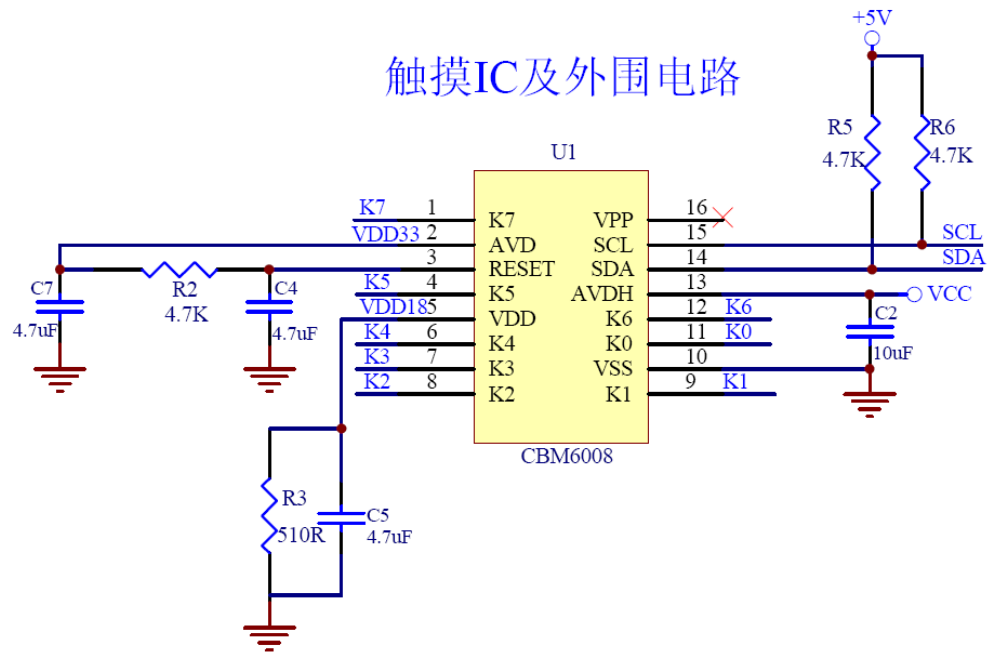 +5V
触摸IC及外围电路
R5
4.7K
R6
4.7K
U1
K7
1
K7
VPP
16
VDD33
2
AVD
SCL
15
SCL
3
RESET
SDA
14
SDA
C7
4.7uF
R2
4.7K
C4
4.7uF
K5
4
K5
AVDH
13
VCC
VDD18
5
VDD
K6
12
K6
C2
10uF
K4
6
K4
K0
11
K0
K3
7
K3
VSS
10
K2
8
K2
K1
9
K1
CBM6008
R3
510R
C5
4.7uF